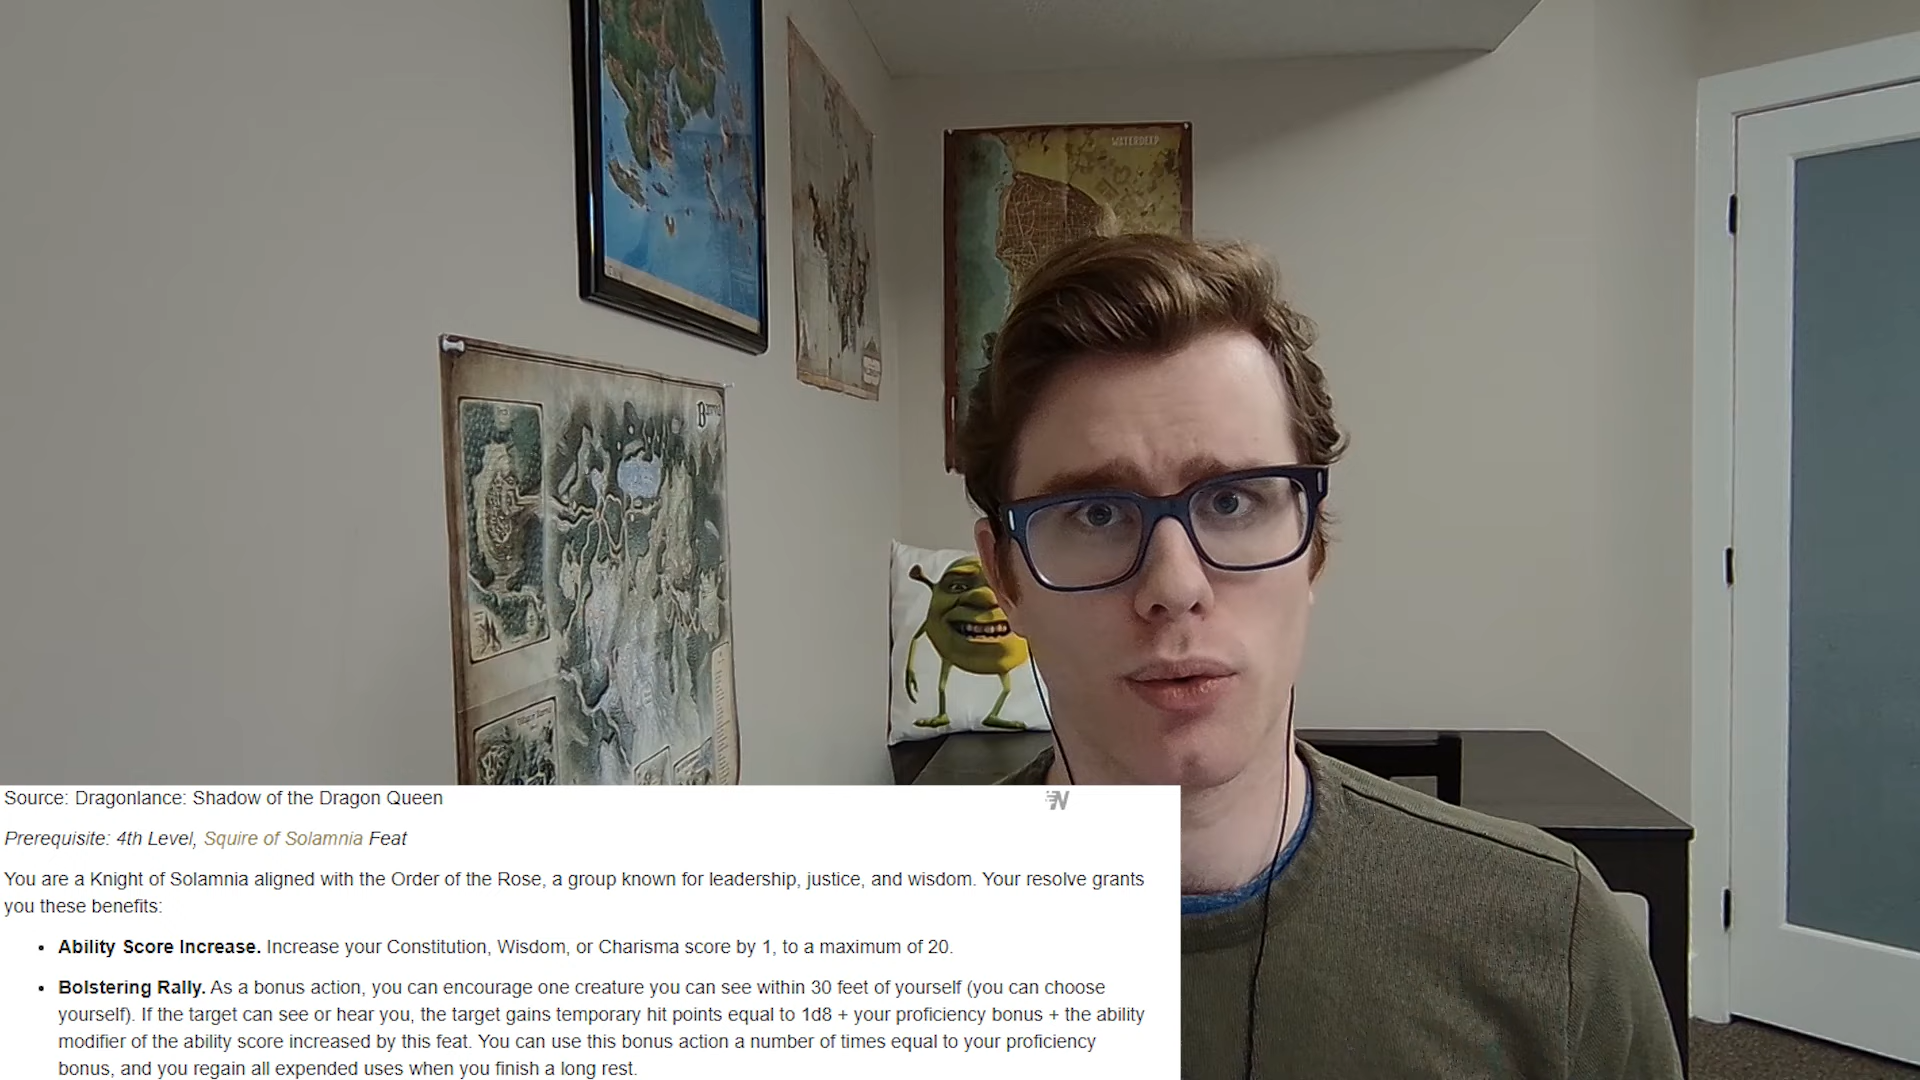 WATERDEEP
Source: Dragonlance: Shadow of the Dragon Queen
Prerequisite: 4th Level, Squire of Solamnia Feat
You are a Knight of Solamnia aligned with the Order of the Rose, a group known for leadership, justice, and wisdom. Your resolve grants
you these benefits:
• Ability Score Increase. Increase your Constitution, Wisdom, or Charisma score by 1, to a maximum of 20.
• Bolstering Rally. As a bonus action, you can encourage one creature you can see within 30 feet of yourself (you can choose
yourself). If the target can see or hear you, the target gains temporary hit points equal to 1d8 + your proficiency bonus + the ability
modifier of the ability score increased by this feat. You can use this bonus action a number of times equal to your proficiency
bonus, and you regain all expended uses when you finish a long rest.